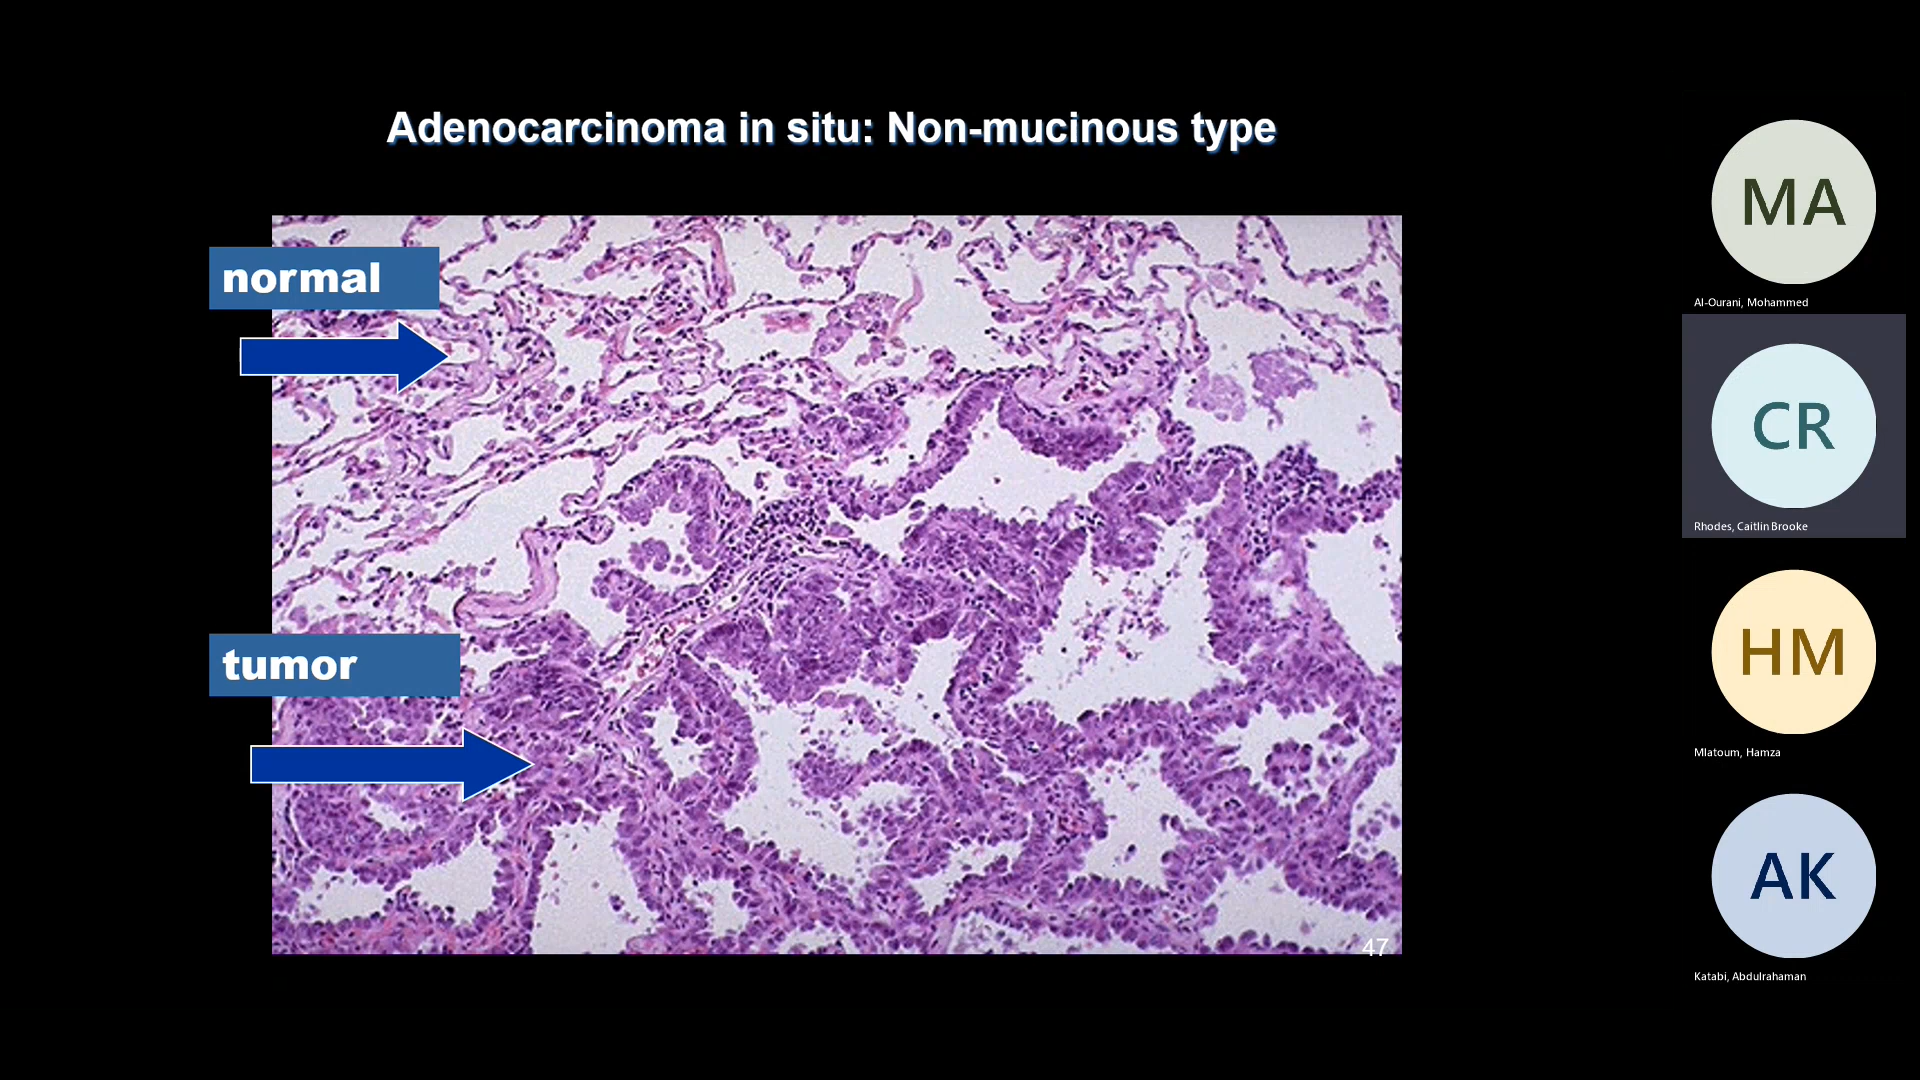 Adenocarcinoma in situ: Non-mucinous type
normal
tumor
47
MA
Al-Ourani, Mohammed
CR
Rhodes, Caitlin Brooke
HM
Mlatoum, Hamza
AK
Katabi, Abdulrahaman